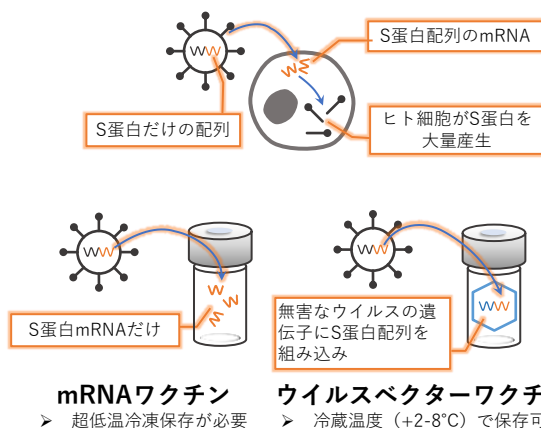 S蛋白配列のmRNA
S蛋白だけの配列
ヒト細胞がS蛋白を
大量産生
S蛋白mRNAだけ
無害なウイルスの遺
伝子にS蛋白配列を
組み込み
mRNAワクチン
➢ 超低温冷凍保存が必要
ウイルスベクターワクチ
➢ 冷蔵温度（+2-8℃）で保存可